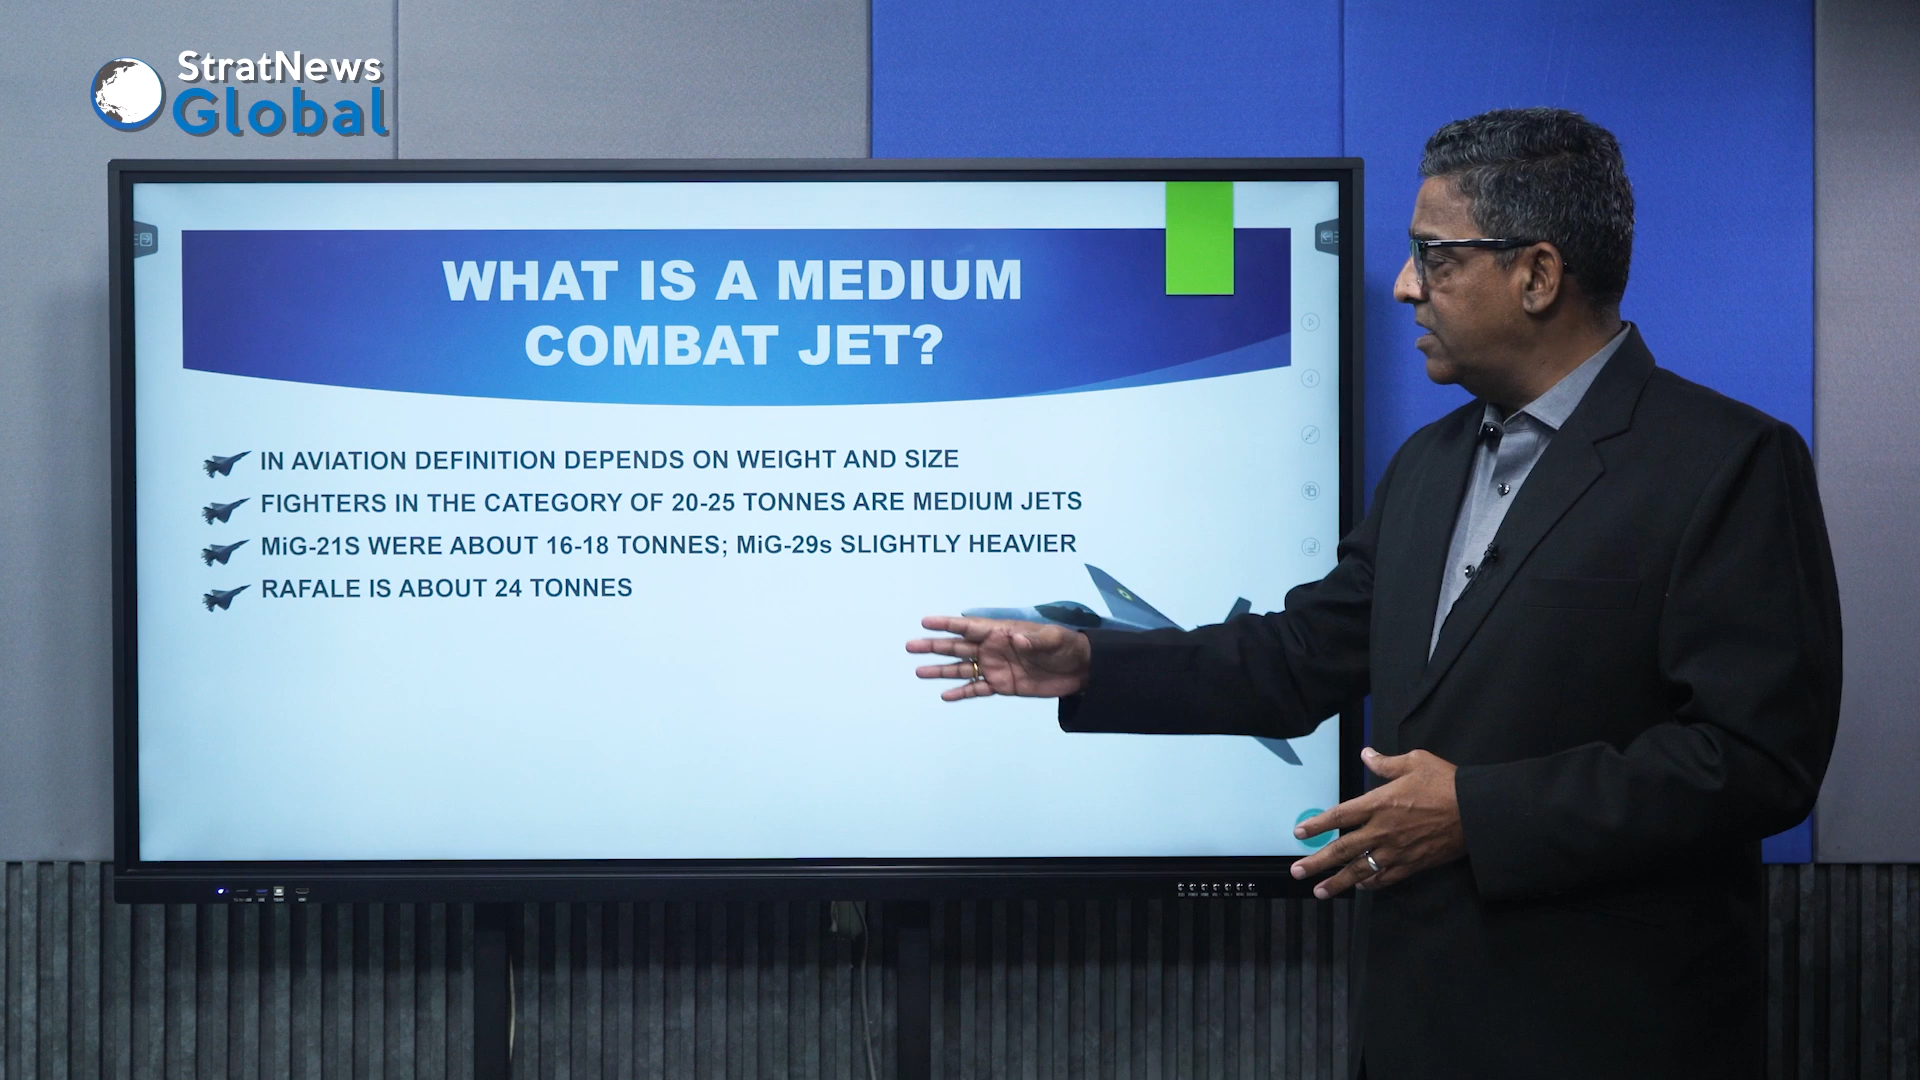 StratNews
Global
WHAT IS A MEDIUM
COMBAT JET?
IN AVIATION DEFINITION DEPENDS ON WEIGHT AND SIZE
FIGHTERS IN THE CATEGORY OF 20-25 TONNES ARE MEDIUM JETS
MiG-21S WERE ABOUT 16-18 TONNES; MiG-29s SLIGHTLY HEAVIER
RAFALE IS ABOUT 24 TONNES